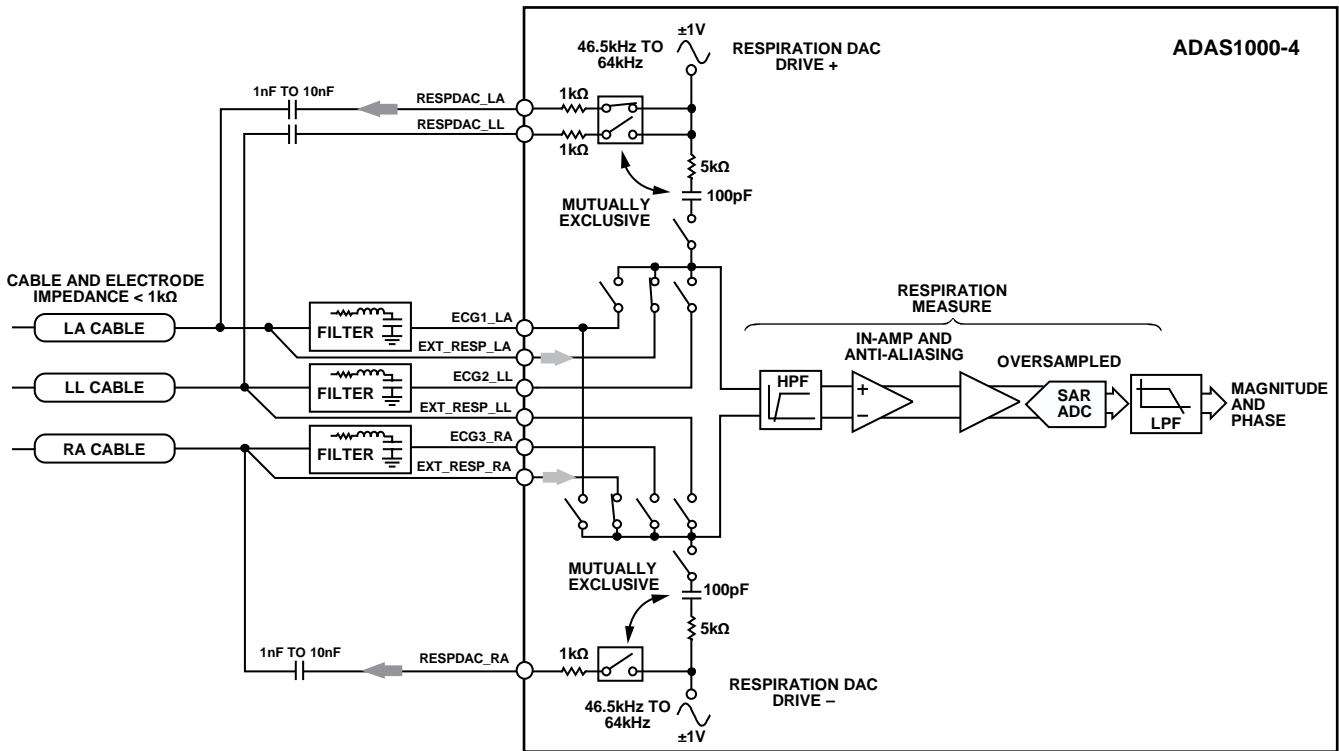 ADAS1000-4
±1V
46.5kHz TO
64kHz
RESPIRATION DAC
DRIVE +
1nF TO 10nF
RESPDAC_LA
1kΩ
RESPDAC_LL
1kΩ
5kΩ
100pF
MUTUALLY
EXCLUSIVE
CABLE AND ELECTRODE
IMPEDANCE < 1kΩ
LA CABLE
FILTER
ECG1_LA
EXT_RESP_LA
LL CABLE
FILTER
ECG2_LL
EXT_RESP_LL
RA CABLE
FILTER
ECG3_RA
EXT_RESP_RA
RESPIRATION
MEASURE
IN-AMP AND
ANTI-ALIASING
OVERSAMPLED
HPF
+
–
SAR
ADC
LPF
MAGNITUDE
AND
PHASE
MUTUALLY
EXCLUSIVE
100pF
5kΩ
1nF TO 10nF
RESPDAC_RA
1kΩ
46.5kHz TO
64kHz
±1V
RESPIRATION DAC
DRIVE –